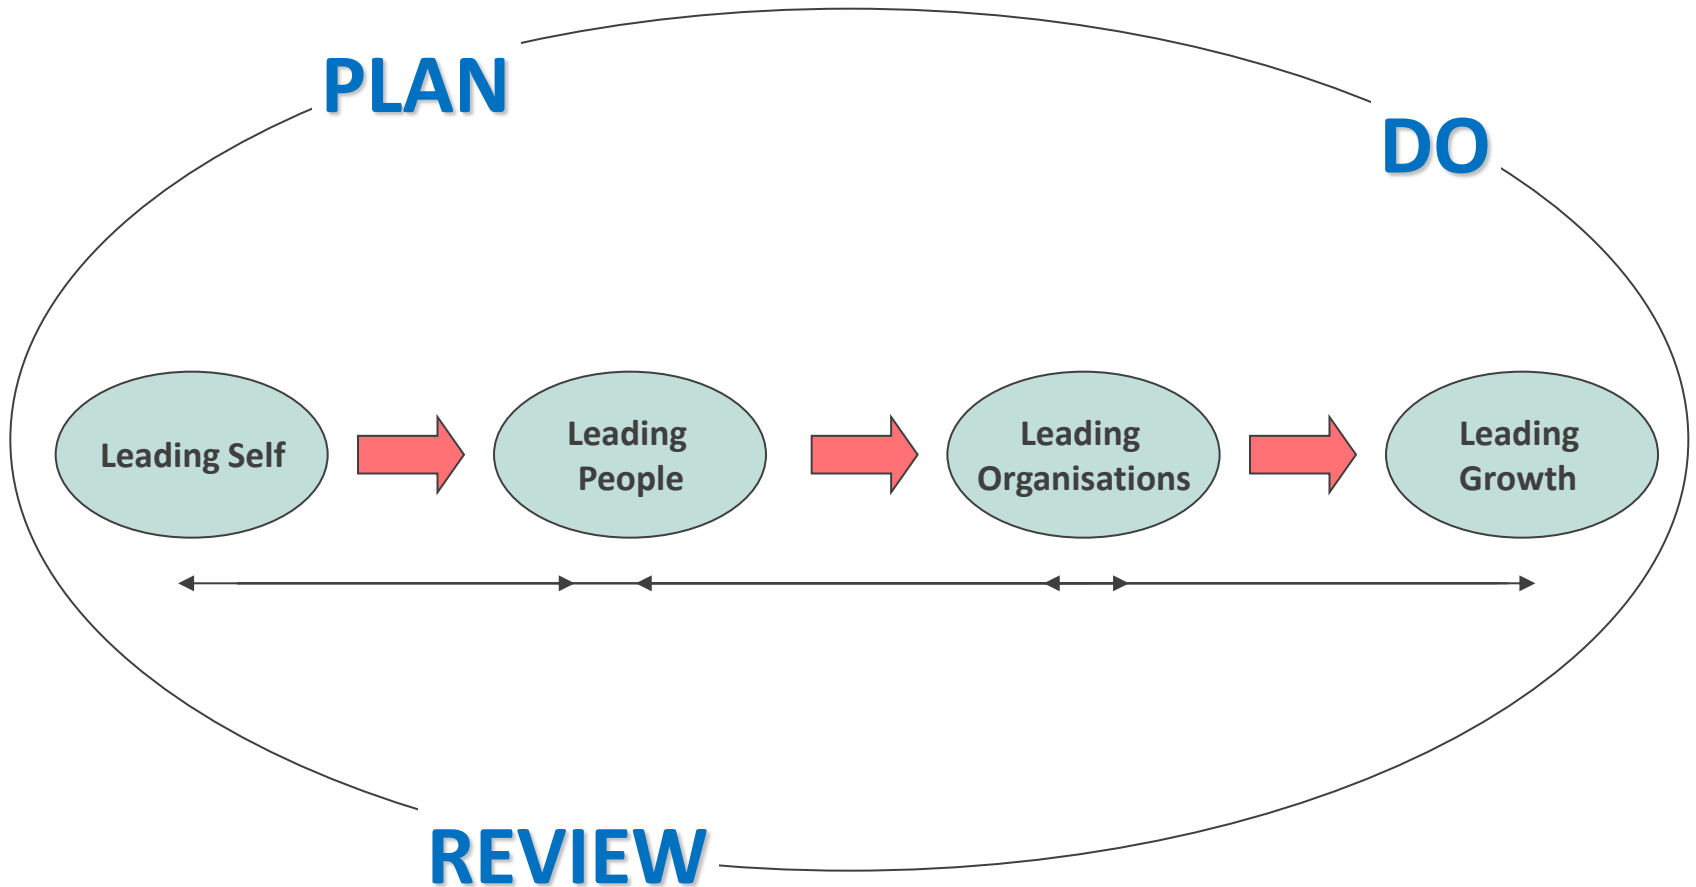 PLAN
DO
Leading Self
Leading
People
Leading
Organisations
Leading
Growth
REVIEW